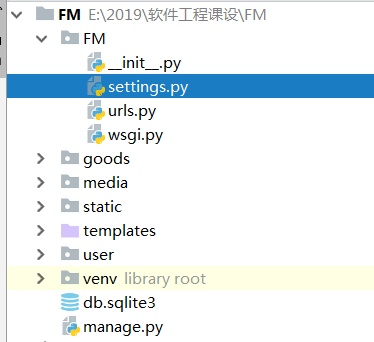 FM E:\2019\软件工程课设\FM
FM
__init__.py
settings.py
urls.py
wsgi.py
goods
media
static
templates
user
venv library root
db.sqlite3
manage.py